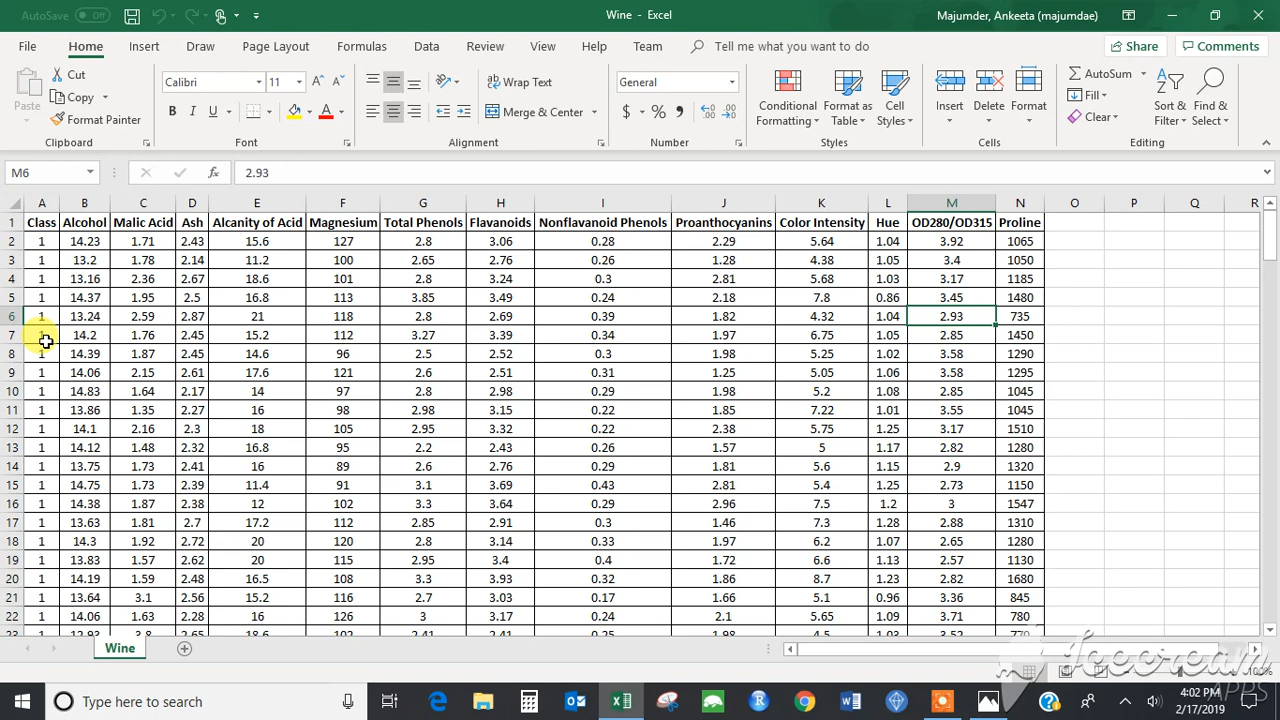 AutoSave Off
Wine - Excel
Majumder, Ankeeta (majumdae)
File Home Insert Draw Page Layout Formulas Data Review View Help Team Tell me what you want to do Share Comments
Paste Cut Calibri 11 Wrap Text General Conditional Formatting Format as Table Cell Styles Insert Delete Format AutoSum Sort & Filter Find & Select
Copy Fill
Format Painter B I U Merge & Center $ % Clear
Clipboard Font Alignment Number Styles Cells Editing
M6 fx 2.93
A B C D E F G H I J K L M N O P Q R
1 Class Alcohol Malic Acid Ash Alcanity of Acid Magnesium Total Phenols Flavanoids Nonflavanoid Phenols Proanthocyanins Color Intensity Hue OD280/OD315 Proline
2 1 14.23 1.71 2.43 15.6 127 2.8 3.06 0.28 2.29 5.64 1.04 3.92 1065
3 1 13.2 1.78 2.14 11.2 100 2.65 2.76 0.26 1.28 4.38 1.05 3.4 1050
4 1 13.16 2.36 2.67 18.6 101 2.8 3.24 0.3 2.81 5.68 1.03 3.17 1185
5 1 14.37 1.95 2.5 16.8 113 3.85 3.49 0.24 2.18 7.8 0.86 3.45 1480
6 1 13.24 2.59 2.87 21 118 2.8 2.69 0.39 1.82 4.32 1.04 2.93 735
7 1 14.2 1.76 2.45 15.2 112 3.27 3.39 0.34 1.97 6.75 1.05 2.85 1450
8 1 14.39 1.87 2.45 14.6 96 2.5 2.52 0.3 1.98 5.25 1.02 3.58 1290
9 1 14.06 2.15 2.61 17.6 121 2.6 2.51 0.31 1.25 5.05 1.06 3.58 1295
10 1 14.83 1.64 2.17 14 97 2.8 2.98 0.29 1.98 5.2 1.08 2.85 1045
11 1 13.86 1.35 2.27 16 98 2.98 3.15 0.22 1.85 7.22 1.01 3.55 1045
12 1 14.1 2.16 2.3 18 105 2.95 3.32 0.22 2.38 5.75 1.25 3.17 1510
13 1 14.12 1.48 2.32 16.8 95 2.2 2.43 0.26 1.57 5 1.17 2.82 1280
14 1 13.75 1.73 2.41 16 89 2.6 2.76 0.29 1.81 5.6 1.15 2.9 1320
15 1 14.75 1.73 2.39 11.4 91 3.1 3.69 0.43 2.81 5.4 1.25 2.73 1150
16 1 14.38 1.87 2.38 12 102 3.3 3.64 0.29 2.96 7.5 1.2 3 1547
17 1 13.63 1.81 2.7 17.2 112 2.85 2.91 0.3 1.46 7.3 1.28 2.88 1310
18 1 14.3 1.92 2.72 20 120 2.8 3.14 0.33 1.97 6.2 1.07 2.65 1280
19 1 13.83 1.57 2.62 20 115 2.95 3.4 0.4 1.72 6.6 1.13 2.57 1130
20 1 14.19 1.59 2.48 16.5 108 3.3 3.93 0.32 1.86 8.7 1.23 2.82 1680
21 1 13.64 3.1 2.56 15.2 116 2.7 3.03 0.17 1.66 5.1 0.96 3.36 845
22 1 14.06 1.63 2.28 16 126 3 3.17 0.24 2.1 5.65 1.09 3.71 780
23 1 12.93 3.8 2.65 18.6 102 2.41 2.41 0.25 1.98 4.5 1.03 3.52 770
Wine
Icecream APPS
100%
Type here to search
4:02 PM
2/17/2019